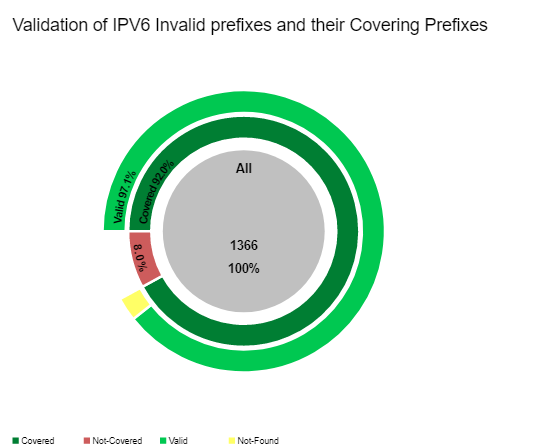 Validation of IPV6 Invalid prefixes and their Covering Prefixes
All
Valid 97.1%
Covered 92.0%
8.0%
1366
100%
Covered Not-Covered Valid Not-Found